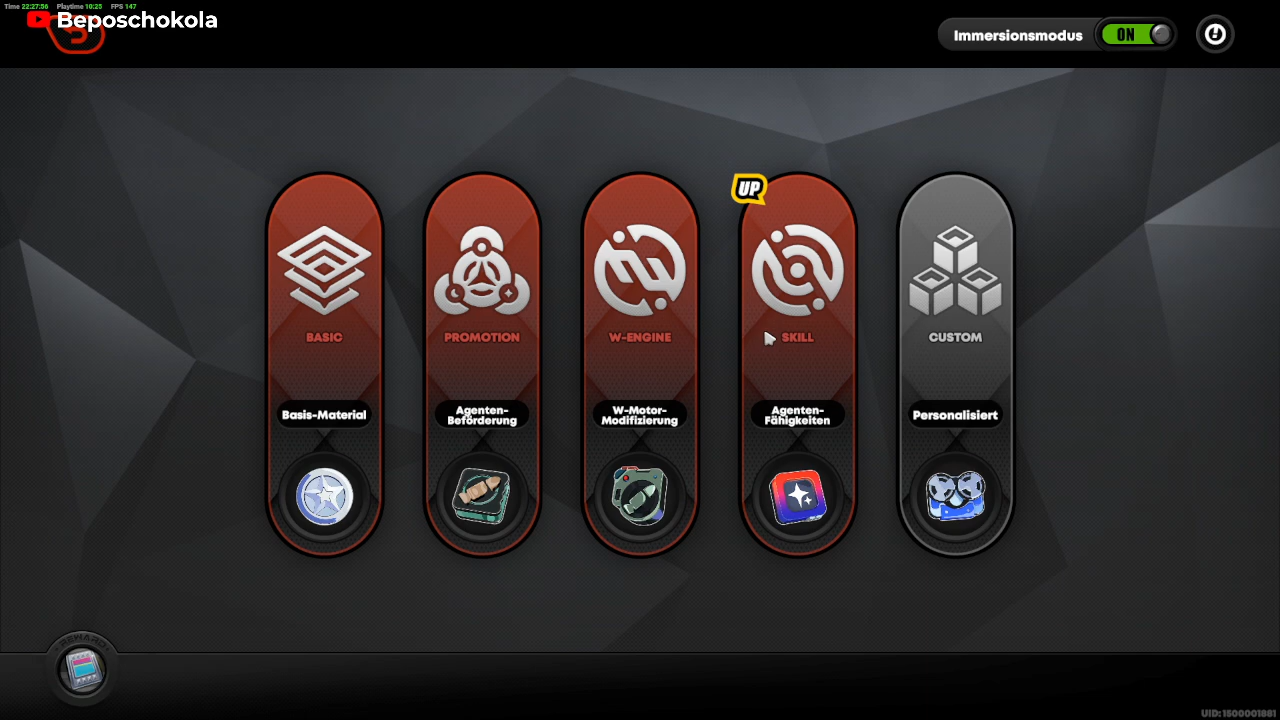 Time 22:27:56 Playtime 10:25 FPS 147
Beposchokola
Immersionsmodus
ON
UP
BASIC
PROMOTION
W-ENGINE
SKILL
CUSTOM
Basis-Material
Agenten-
Beförderung
W-Motor-
Modifizierung
Agenten-
Fähigkeiten
Personalisiert
REWARD
UID: 1500001881